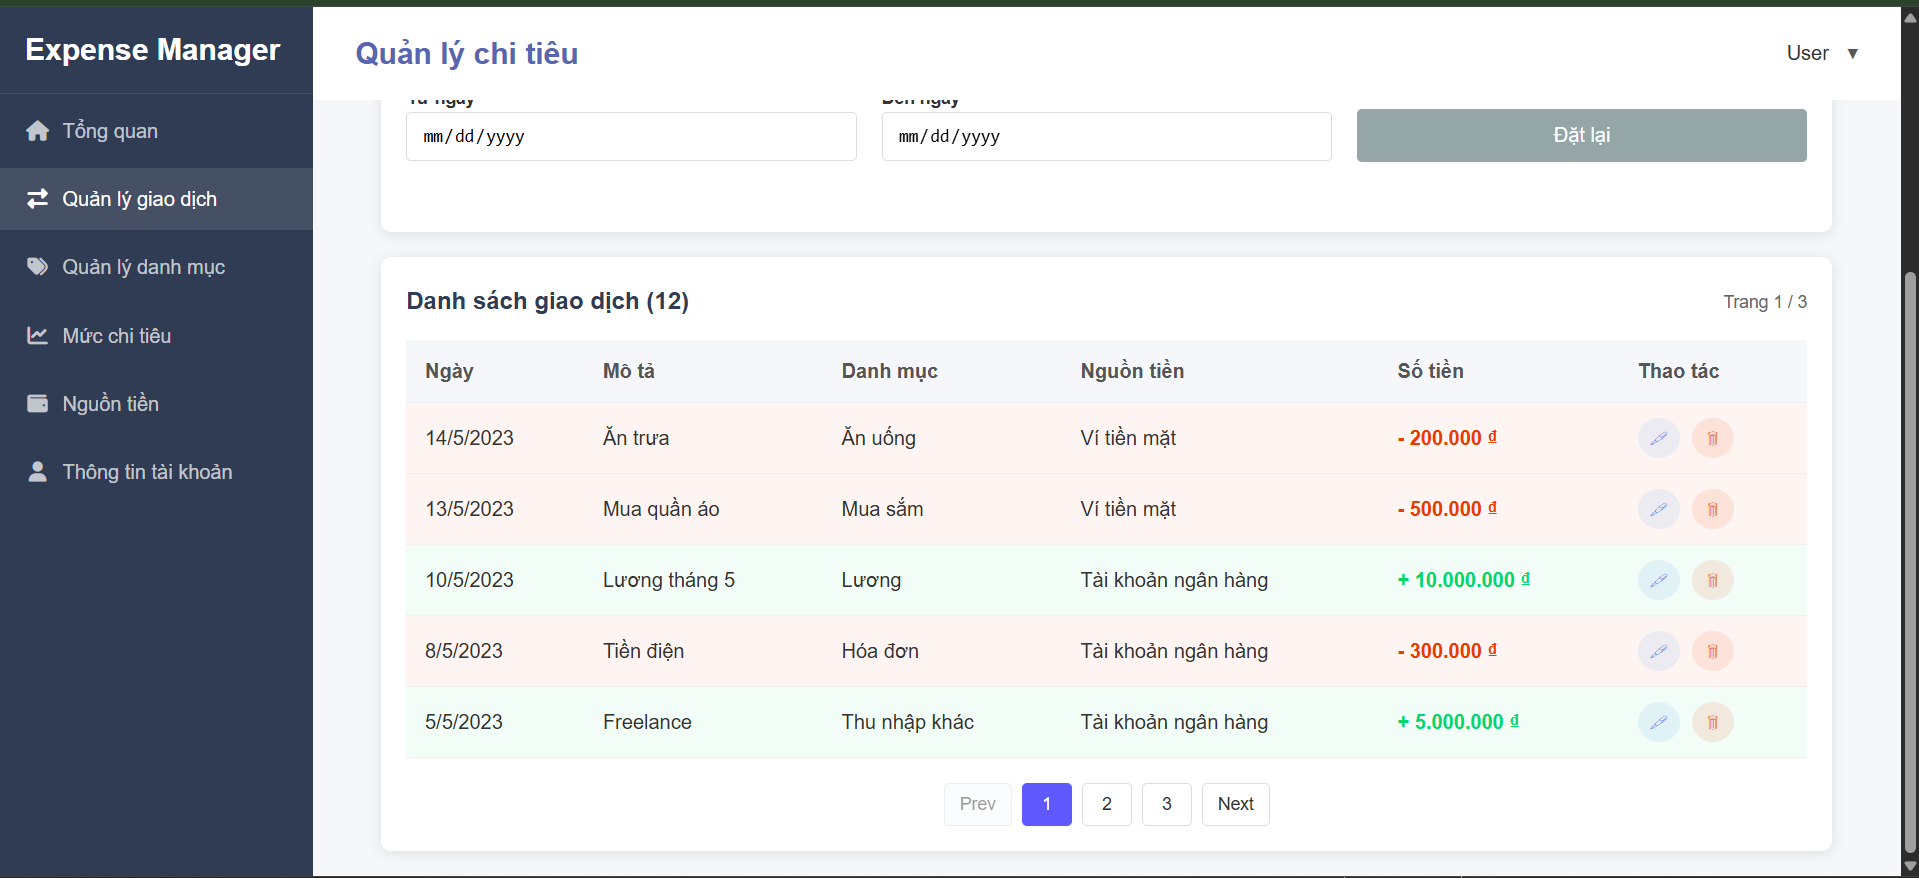 Expense Manager
Quản lý chi tiêu
User ▼
Tổng quan
Quản lý giao dịch
Quản lý danh mục
Mức chi tiêu
Nguồn tiền
Thông tin tài khoản
Từ ngày Đến ngày
mm/dd/yyyy mm/dd/yyyy Đặt lại
Danh sách giao dịch (12) Trang 1 / 3
Ngày Mô tả Danh mục Nguồn tiền Số tiền Thao tác
14/5/2023 Ăn trưa Ăn uống Ví tiền mặt - 200.000 ₫
13/5/2023 Mua quần áo Mua sắm Ví tiền mặt - 500.000 ₫
10/5/2023 Lương tháng 5 Lương Tài khoản ngân hàng + 10.000.000 ₫
8/5/2023 Tiền điện Hóa đơn Tài khoản ngân hàng - 300.000 ₫
5/5/2023 Freelance Thu nhập khác Tài khoản ngân hàng + 5.000.000 ₫
Prev 1 2 3 Next